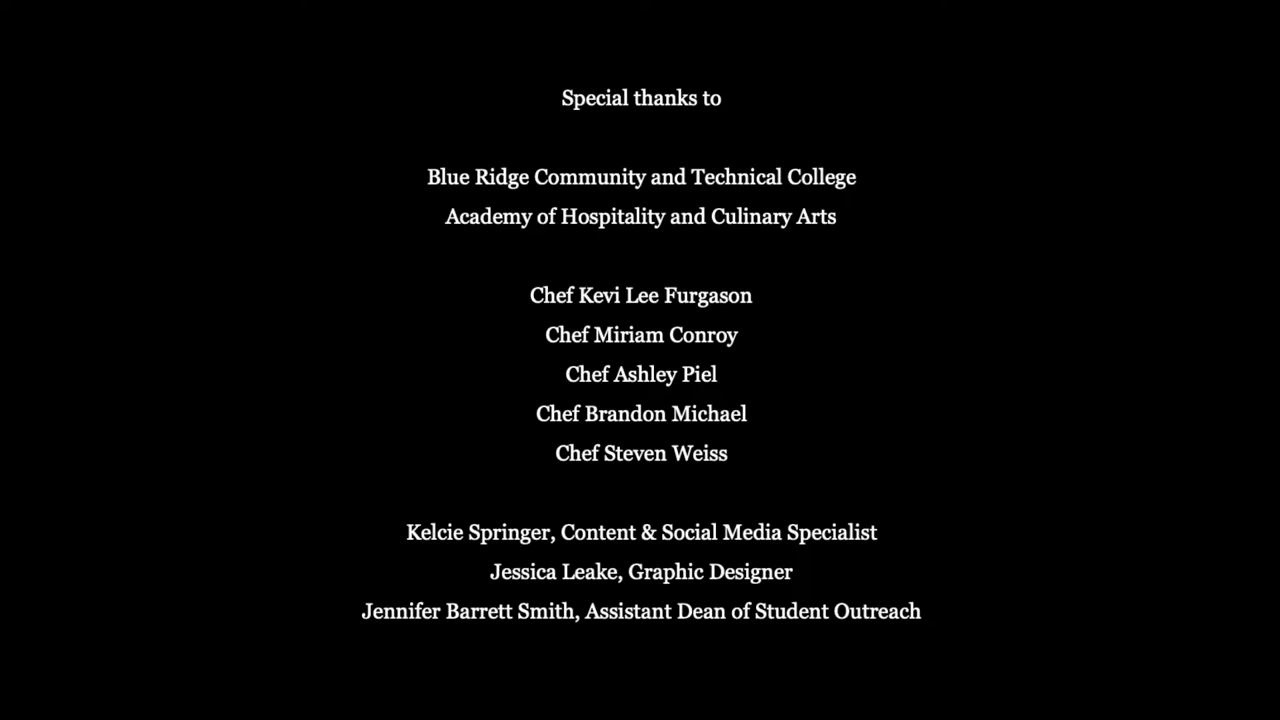 Special thanks to
Blue Ridge Community and Technical College
Academy of Hospitality and Culinary Arts
Chef Kevi Lee Furgason
Chef Miriam Conroy
Chef Ashley Piel
Chef Brandon Michael
Chef Steven Weiss
Kelcie Springer, Content & Social Media Specialist
Jessica Leake, Graphic Designer
Jennifer Barrett Smith, Assistant Dean of Student Outreach